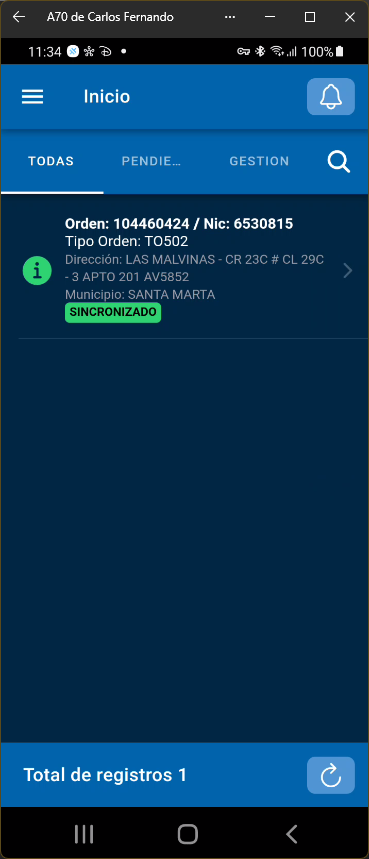 A70 de Carlos Fernando
11:34 100%
Inicio
TODAS PENDIE... GESTION
Orden: 104460424 / Nic: 6530815
Tipo Orden: TO502
Dirección: LAS MALVINAS - CR 23C # CL 29C
- 3 APTO 201 AV5852
Municipio: SANTA MARTA
SINCRONIZADO
Total de registros 1